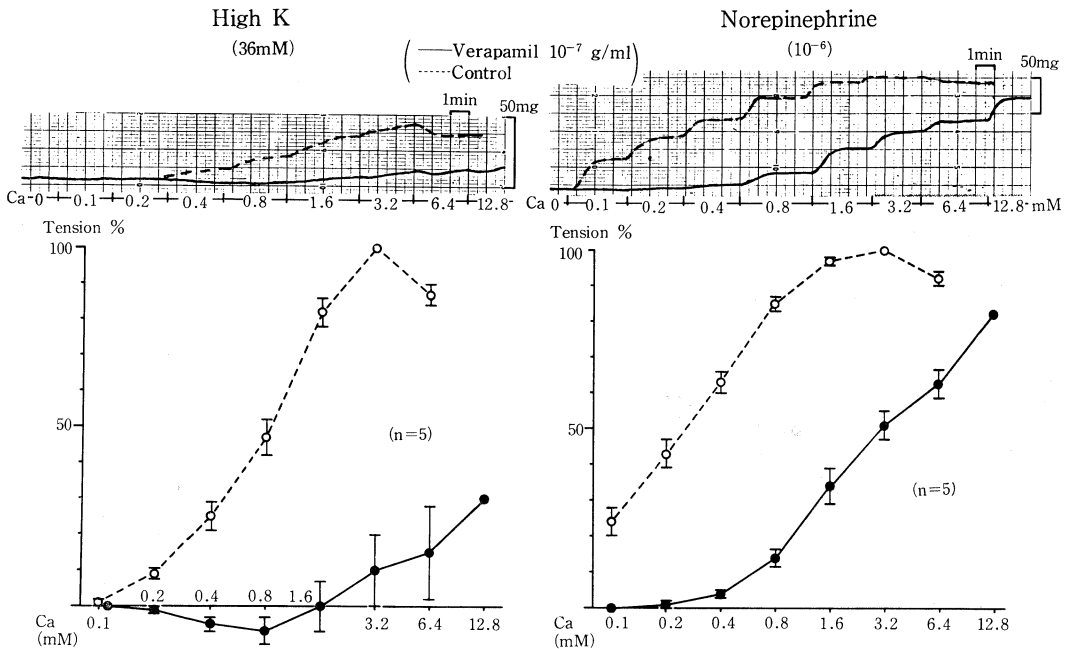 High K
(36mM)
Norepinephrine
(10⁻⁶)
Verapamil 10⁻⁷ g/ml
Control
1min
50mg
1min
50mg
Ca 0 0.1 0.2 0.4 0.8 1.6 3.2 6.4 12.8
Ca 0 0.1 0.2 0.4 0.8 1.6 3.2 6.4 12.8 mM
Tension %
100
50
(n=5)
0
0.2 0.4 0.8 1.6
Ca 0.1 3.2 6.4 12.8
(mM)
Tension %
100
50
(n=5)
0
Ca 0.1 0.2 0.4 0.8 1.6 3.2 6.4 12.8
(mM)